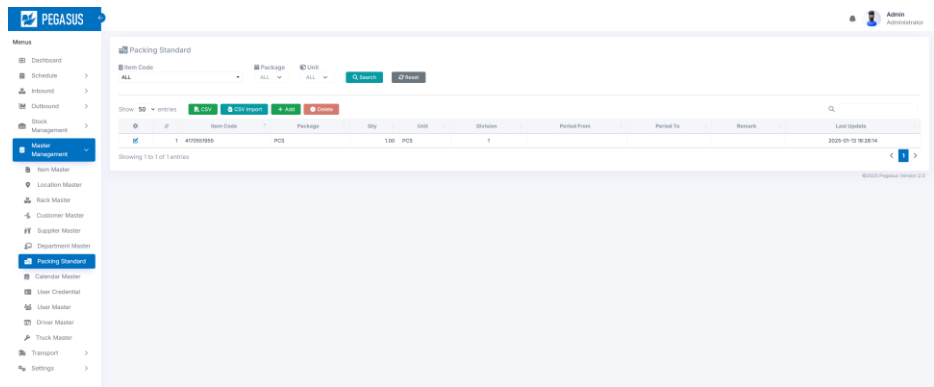 PEGASUS
Admin
Administrator
Menus
Dashboard
Schedule
Inbound
Outbound
Stock
Management
Master
Management
Item Master
Location Master
Rack Master
Customer Master
Supplier Master
Department Master
Packing Standard
Calendar Master
User Credential
User Master
Driver Master
Truck Master
Transport
Settings
Packing Standard
Item Code Package Unit
ALL ALL ALL Search Reset
Show 50 entries CSV CSV Import + Add Delete
# Item Code Package Qty Unit Division Period From Period To Remark Last Update
1 4170551955 PCS 1.00 PCS 1 2025-01-13 16:28:14
Showing 1 to 1 of 1 entries
< 1 >
©2025 Pegasus Version 2.0